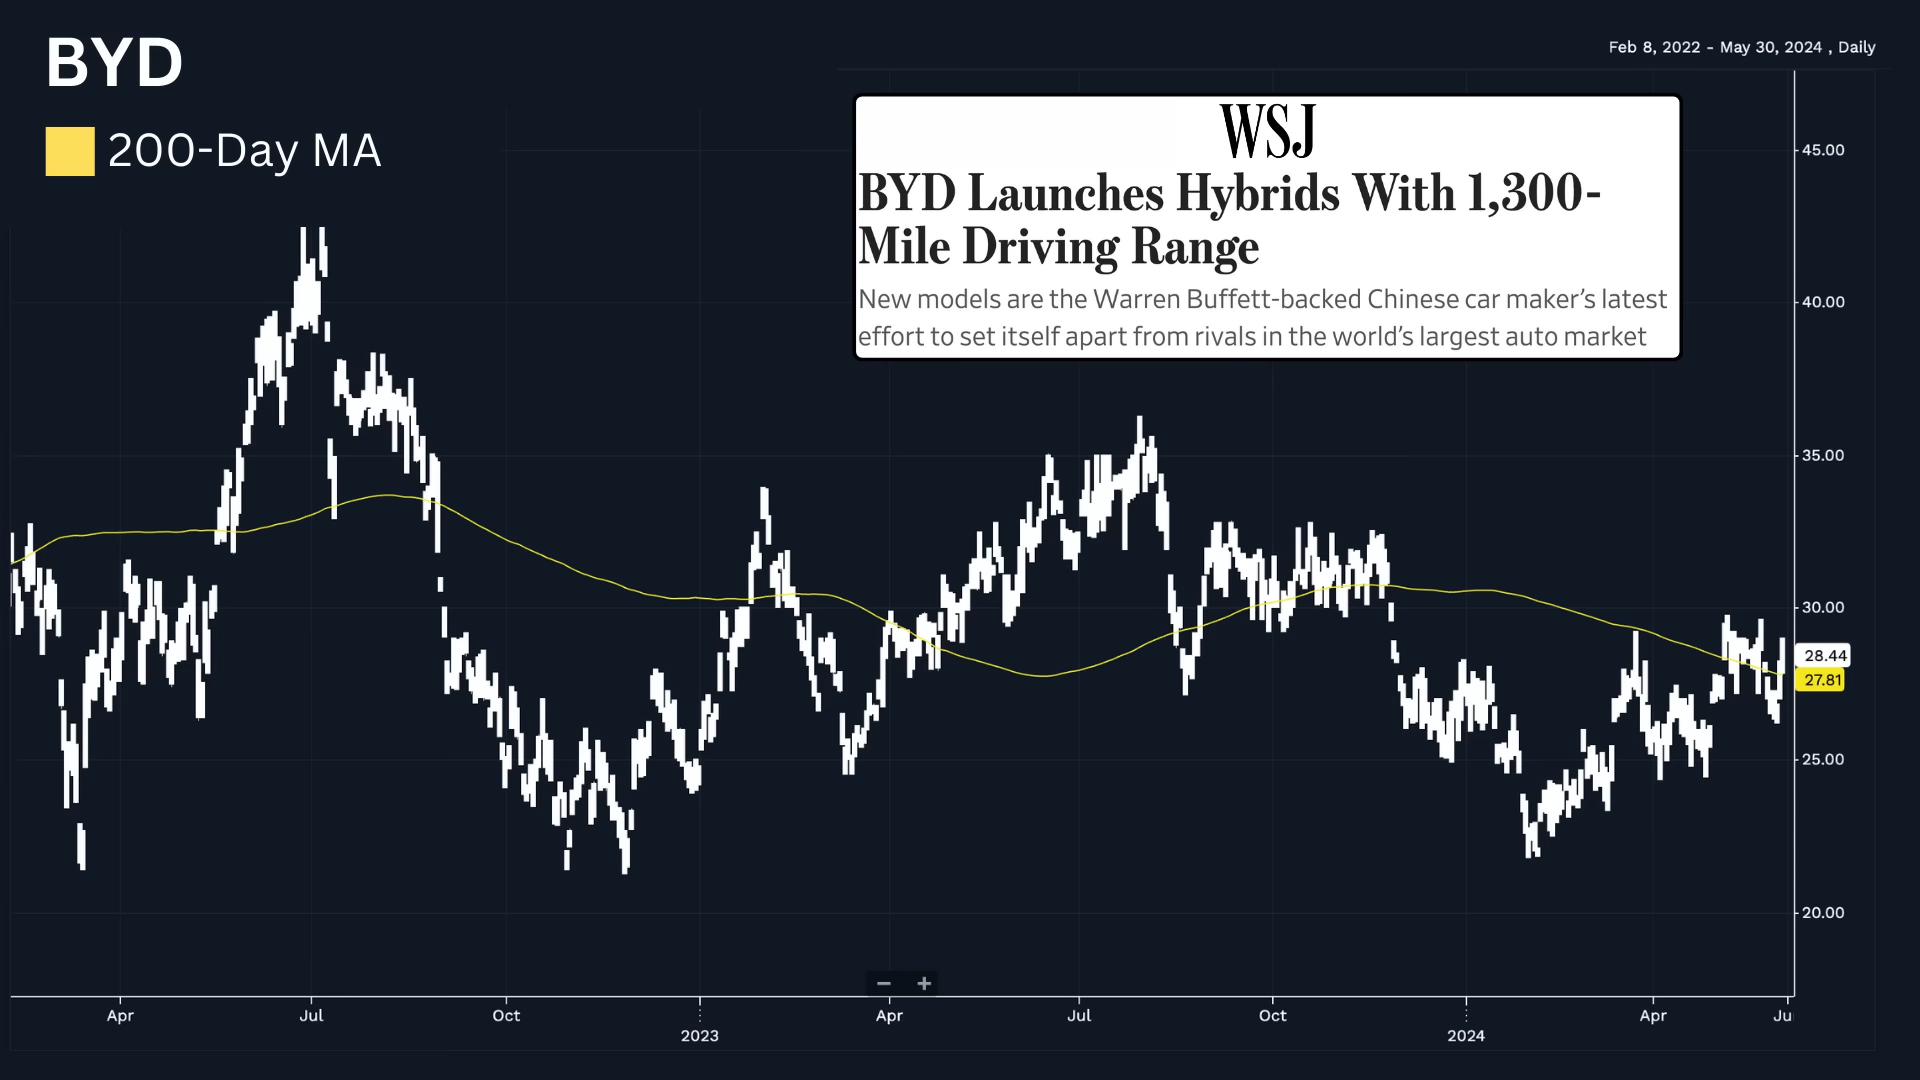 BYD
Feb 8, 2022 - May 30, 2024 , Daily
200-Day MA
WSJ
BYD Launches Hybrids With 1,300-
Mile Driving Range
New models are the Warren Buffett-backed Chinese car maker’s latest
effort to set itself apart from rivals in the world’s largest auto market
45.00
40.00
35.00
30.00
28.44
27.81
25.00
20.00
− +
Apr Jul Oct Apr Jul Oct Apr Ju
2023 2024